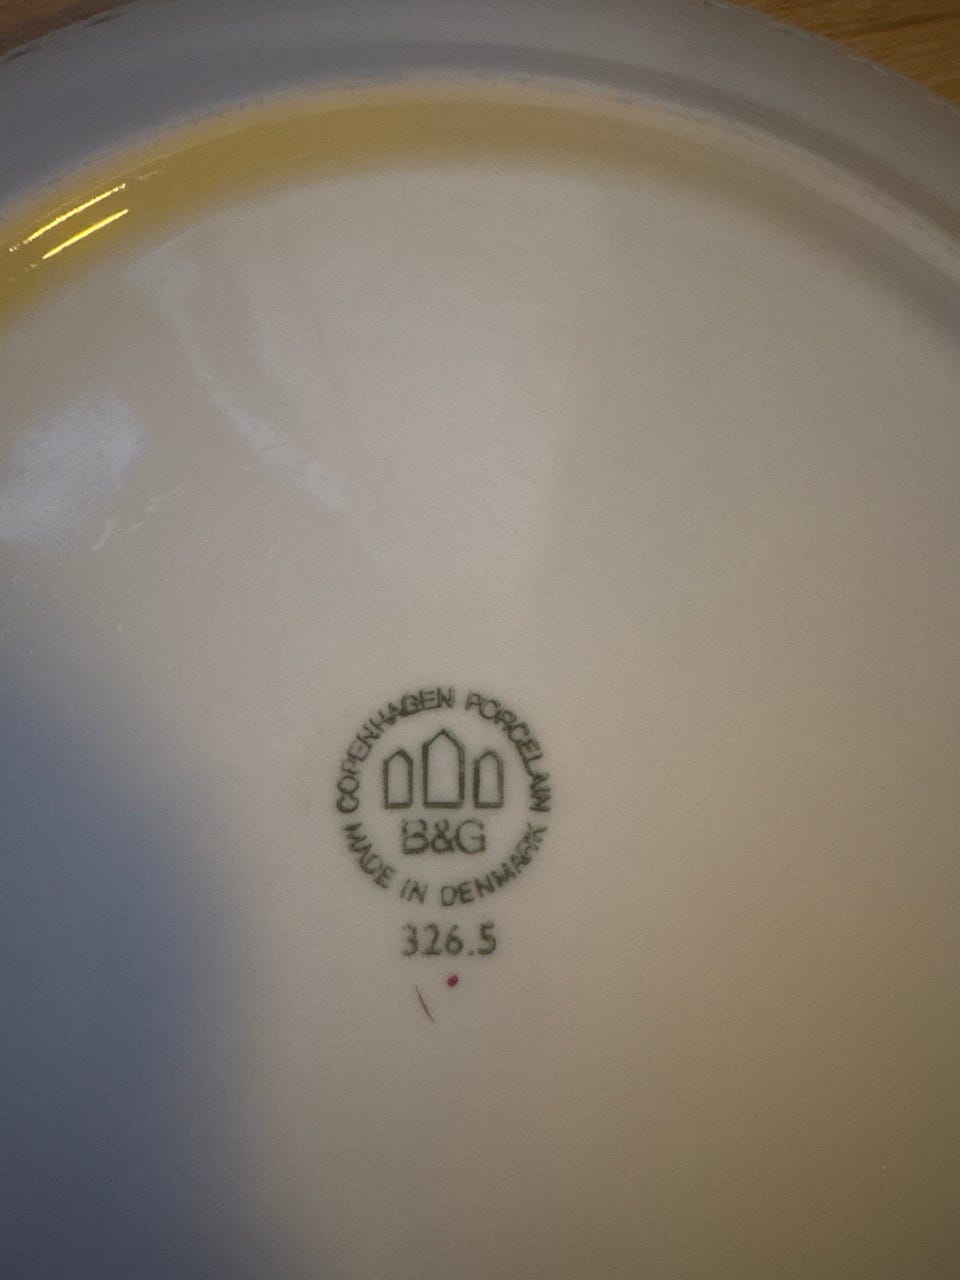 COPENHAGEN PORCELAIN
B&G
MADE IN DENMARK
326.5